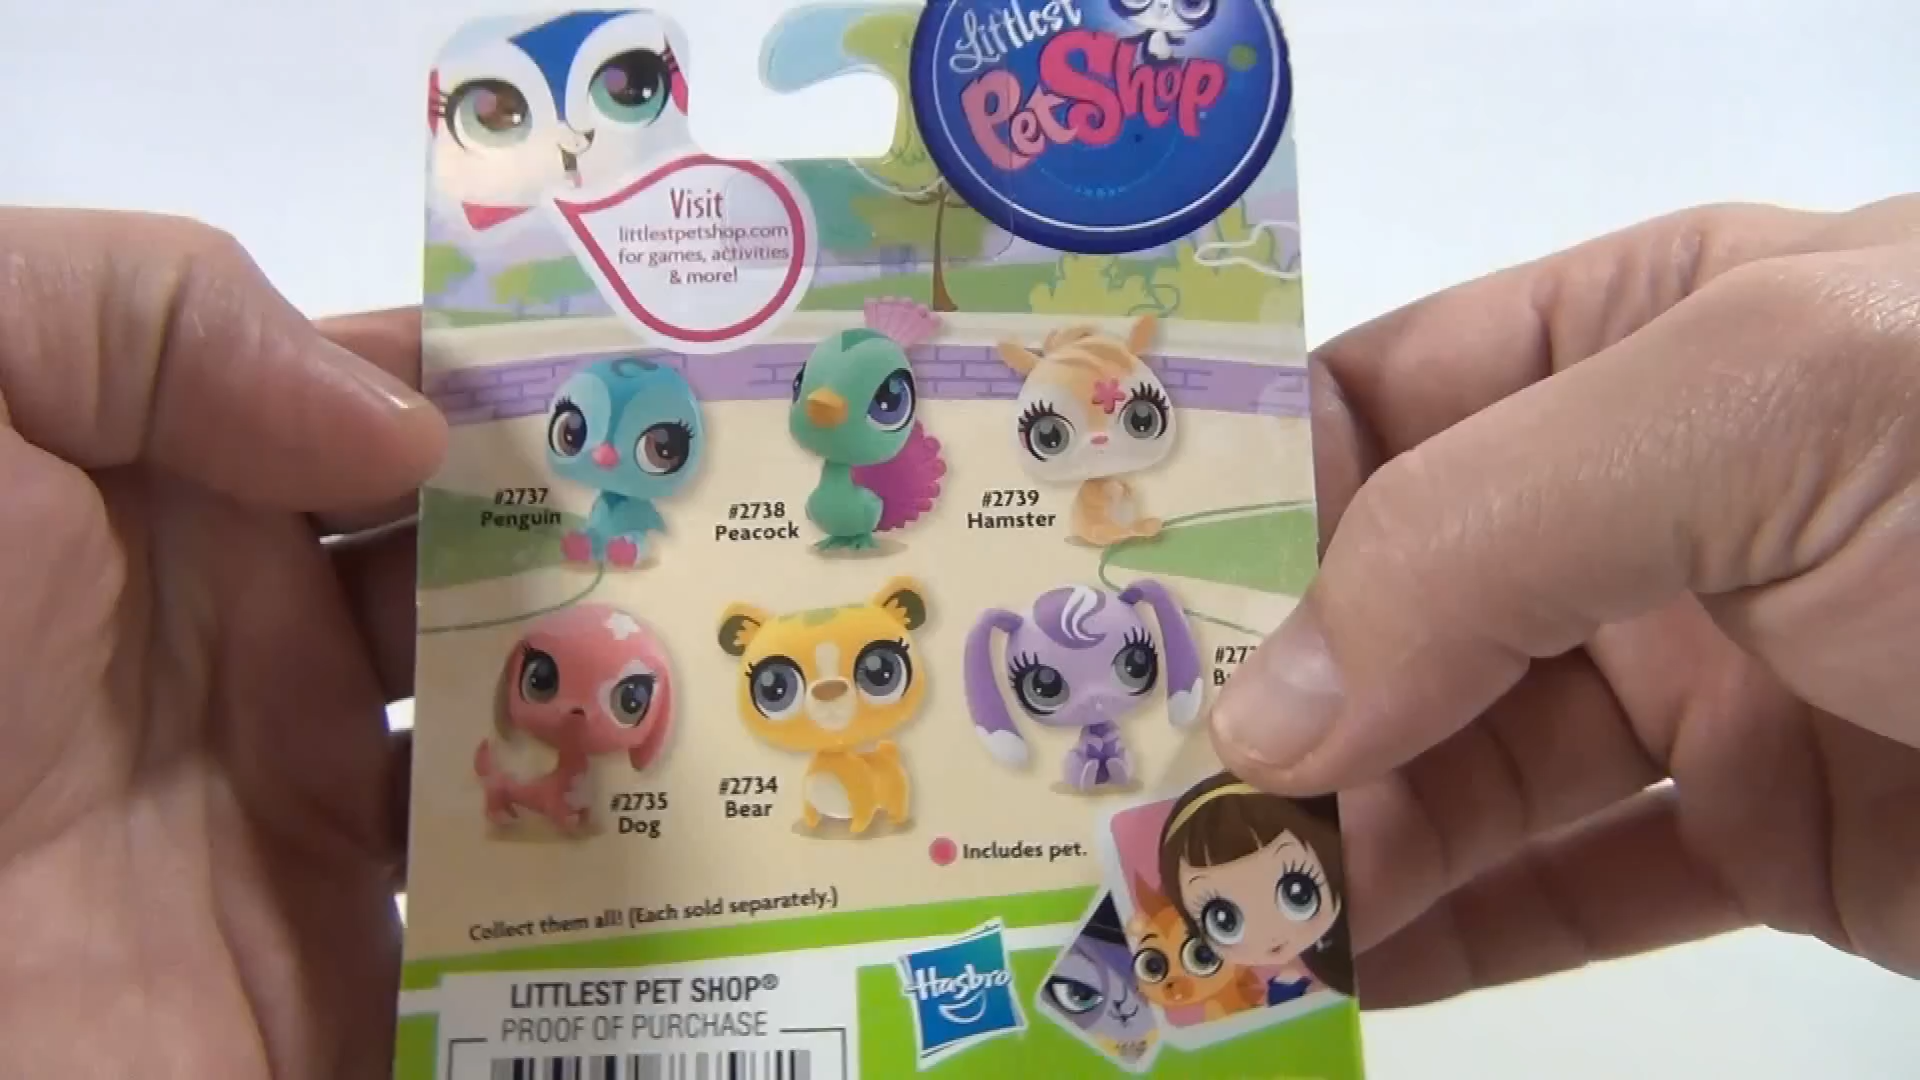 Littlest
PetShop
Visit
littlestpetshop.com
for games, activities
& more!
#2737
Penguin
#2738
Peacock
#2739
Hamster
#2735
Dog
#2734
Bear
Includes pet.
Collect them all! (Each sold separately.)
Hasbro
LITTLEST PET SHOP®
PROOF OF PURCHASE